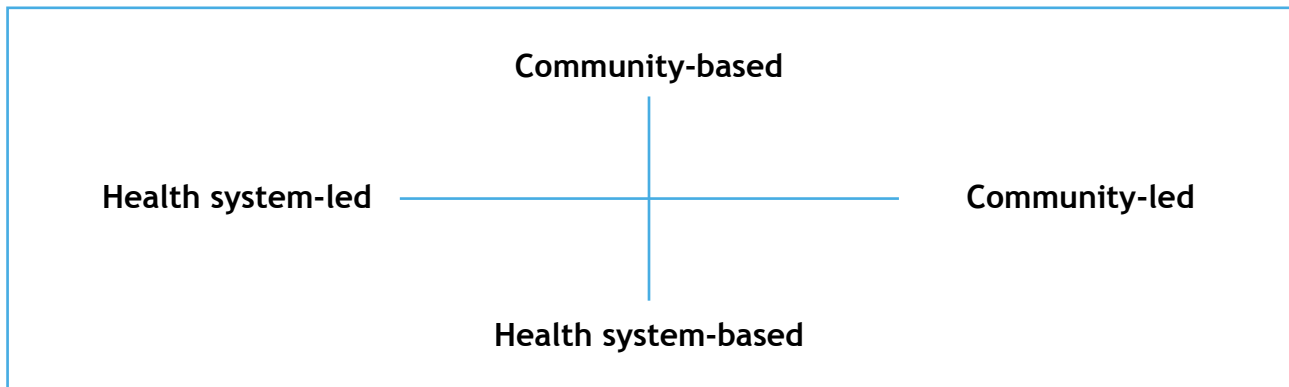 Community-based
Health system-led
Community-led
Health system-based